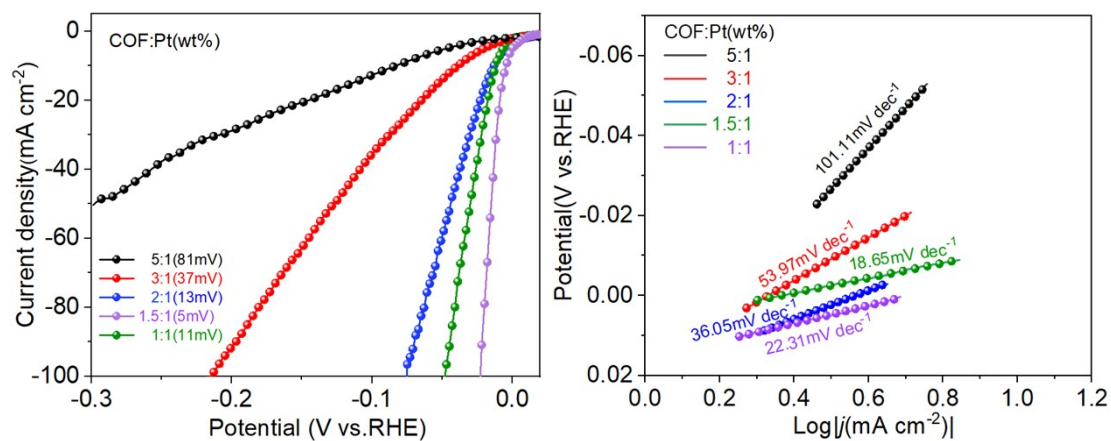 COF:Pt(wt%)
0
-20
-40
-60
-80
-100
Current density(mA cm⁻²)
5:1(81mV)
3:1(37mV)
2:1(13mV)
1.5:1(5mV)
1:1(11mV)
-0.3
-0.2
-0.1
0.0
Potential (V vs.RHE)
COF:Pt(wt%)
5:1
3:1
2:1
1.5:1
1:1
-0.06
-0.04
-0.02
0.00
0.02
Potential(V vs.RHE)
101.11mV dec⁻¹
53.97mV dec⁻¹
18.65mV dec⁻¹
36.05mV dec⁻¹
22.31mV dec⁻¹
0.0
0.2
0.4
0.6
0.8
1.0
1.2
Log|j(mA cm⁻²)|